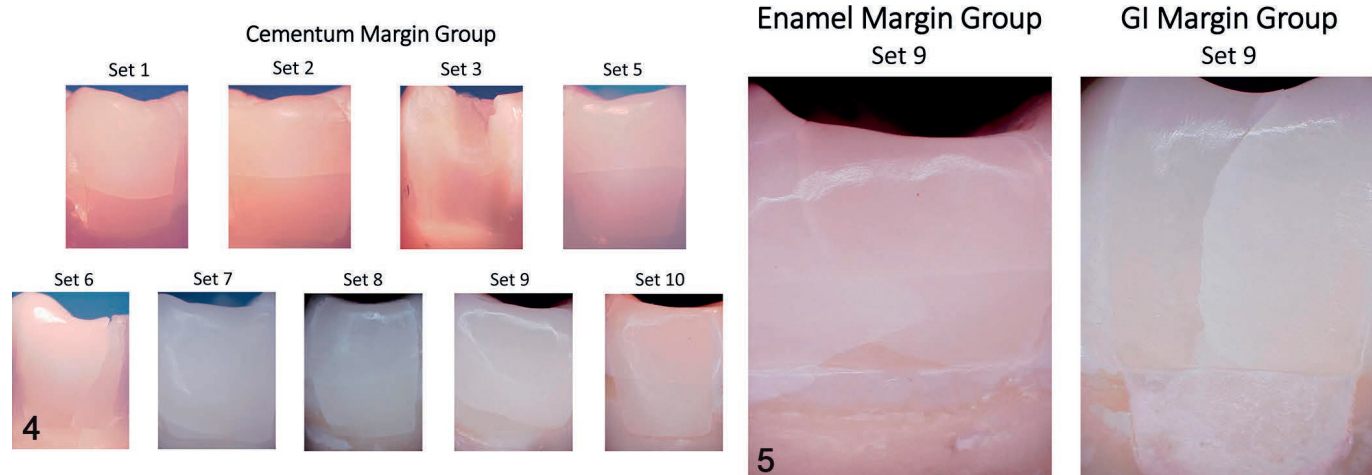 Cementum Margin Group
Set 1
Set 2
Set 3
Set 5
Set 6
Set 7
Set 8
Set 9
Set 10
4
Enamel Margin Group
Set 9
GI Margin Group
Set 9
5